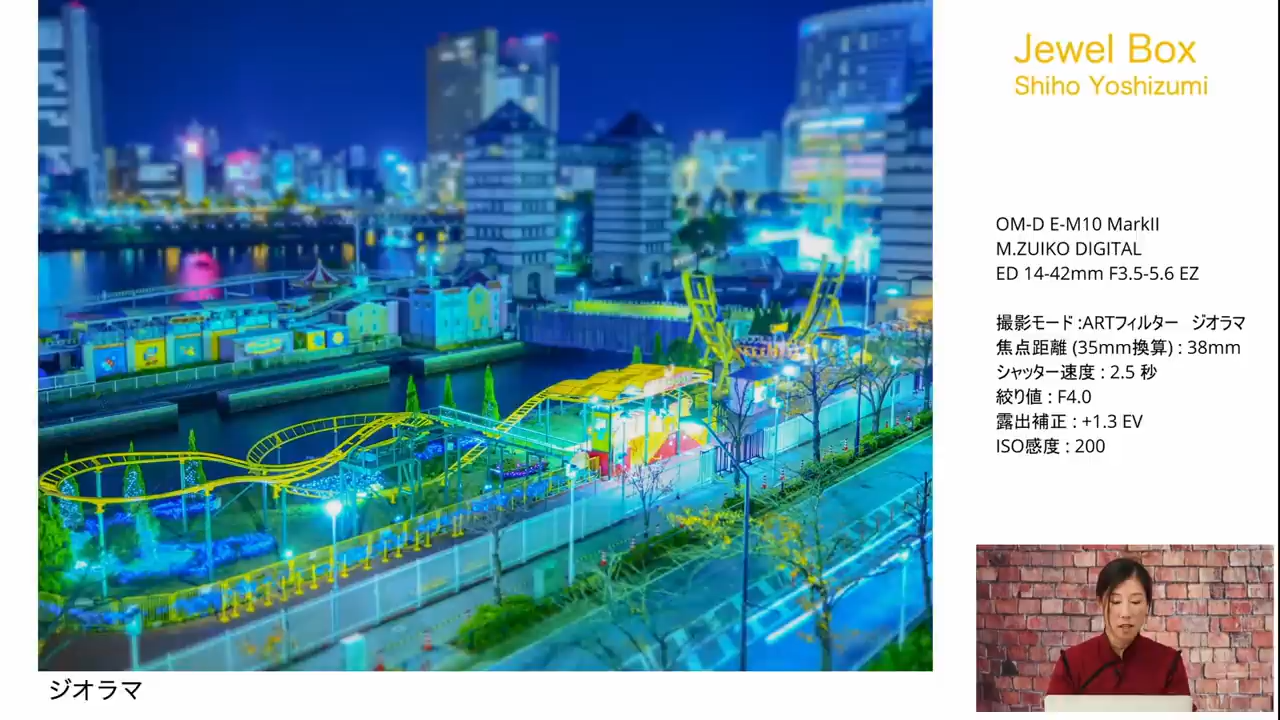 Jewel Box
Shiho Yoshizumi
OM-D E-M10 MarkII
M.ZUIKO DIGITAL
ED 14-42mm F3.5-5.6 EZ
撮影モード :ARTフィルター　ジオラマ
焦点距離 (35mm換算) : 38mm
シャッター速度 : 2.5 秒
絞り値 : F4.0
露出補正 : +1.3 EV
ISO感度 : 200
ジオラマ